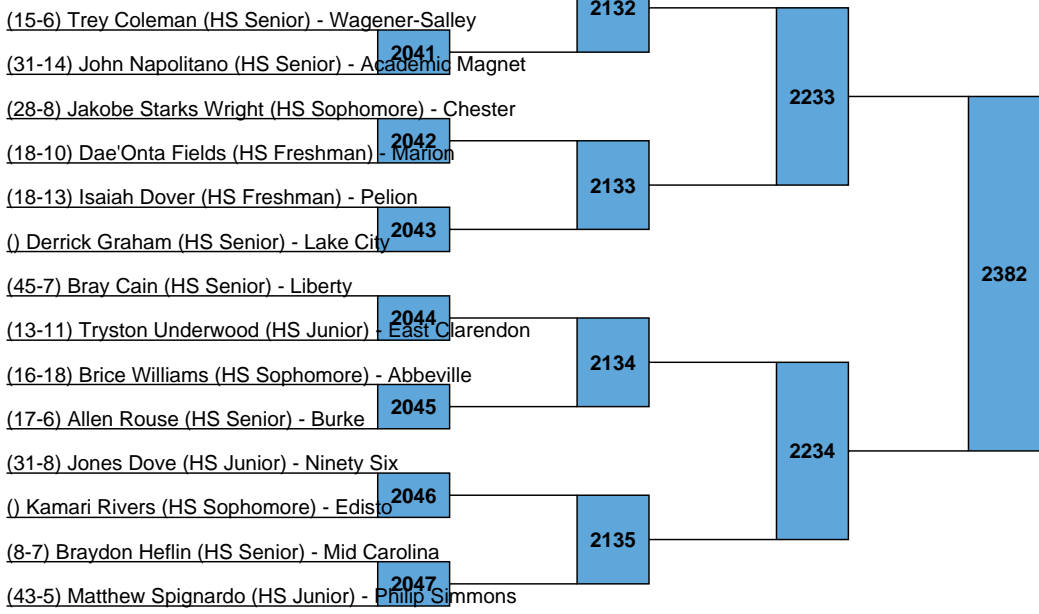 (15-6) Trey Coleman (HS Senior) - Wagener-Salley
2132
2041
(31-14) John Napolitano (HS Senior) - Academic Magnet
2233
(28-8) Jakobe Starks Wright (HS Sophomore) - Chester
2042
(18-10) Dae'Onta Fields (HS Freshman) - Marion
2133
(18-13) Isaiah Dover (HS Freshman) - Pelion
2043
() Derrick Graham (HS Senior) - Lake City
2382
(45-7) Bray Cain (HS Senior) - Liberty
2044
(13-11) Tryston Underwood (HS Junior) - East Clarendon
2134
(16-18) Brice Williams (HS Sophomore) - Abbeville
2045
(17-6) Allen Rouse (HS Senior) - Burke
2234
(31-8) Jones Dove (HS Junior) - Ninety Six
2046
() Kamari Rivers (HS Sophomore) - Edisto
2135
(8-7) Braydon Heflin (HS Senior) - Mid Carolina
2047
(43-5) Matthew Spignardo (HS Junior) - Philip Simmons